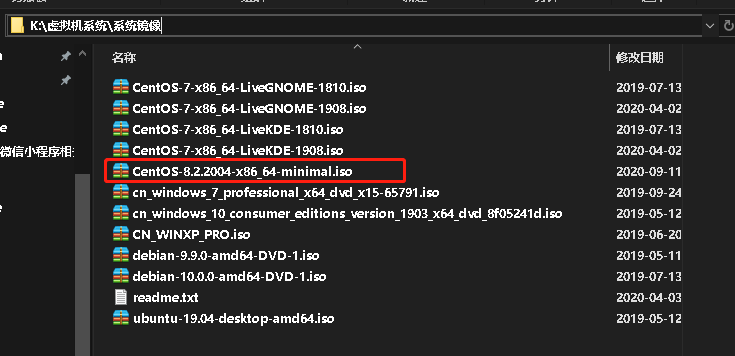 K:\虚拟机系统\系统镜像
名称 修改日期
CentOS-7-x86_64-LiveGNOME-1810.iso 2019-07-13
CentOS-7-x86_64-LiveGNOME-1908.iso 2020-04-02
CentOS-7-x86_64-LiveKDE-1810.iso 2019-07-13
CentOS-7-x86_64-LiveKDE-1908.iso 2020-04-02
微信小程序相
CentOS-8.2.2004-x86_64-minimal.iso 2020-09-17
cn_windows_7_professional_x64_dvd_x15-65791.iso 2019-09-24
cn_windows_10_consumer_editions_version_1903_x64_dvd_8f05241d.iso 2019-05-12
CN_WINXP_PRO.iso 2019-06-20
debian-9.9.0-amd64-DVD-1.iso 2019-05-12
debian-10.0.0-amd64-DVD-1.iso 2019-07-13
readme.txt 2020-04-03
ubuntu-19.04-desktop-amd64.iso 2019-05-12